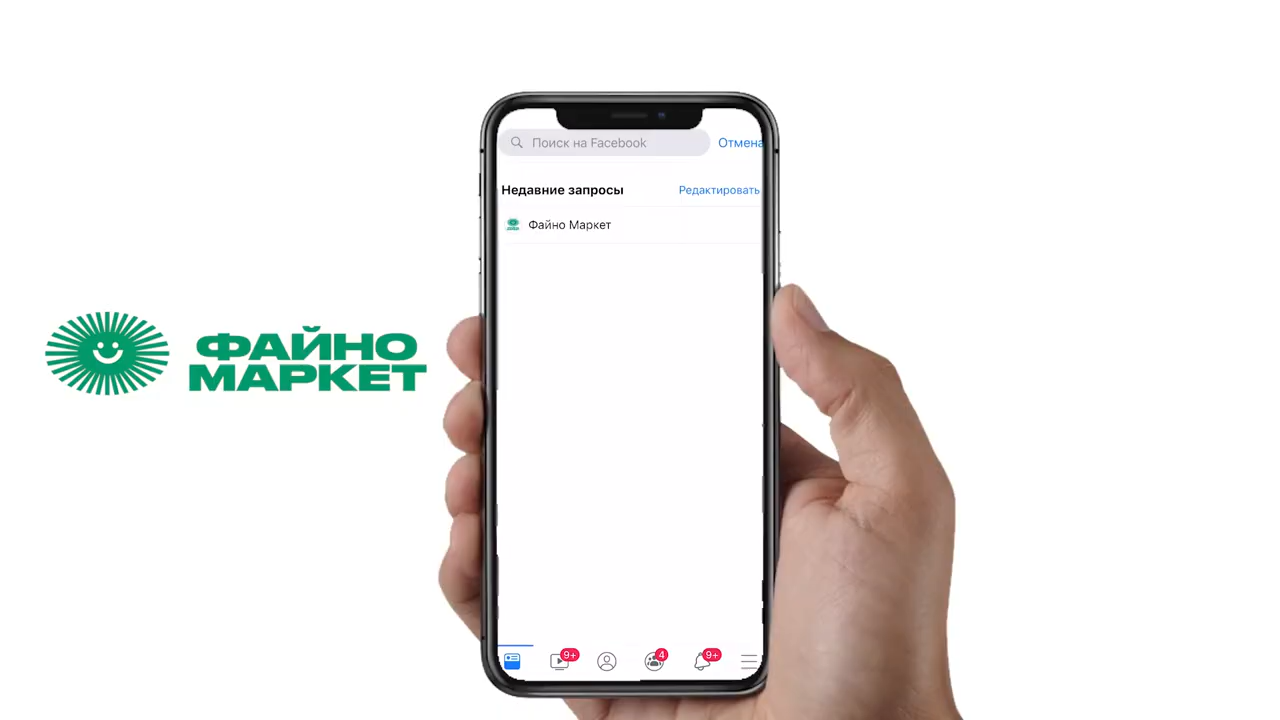 Поиск на Facebook
Отмена
Недавние запросы
Редактировать
Файно Маркет
ФАЙНО
МАРКЕТ
9+
4
9+